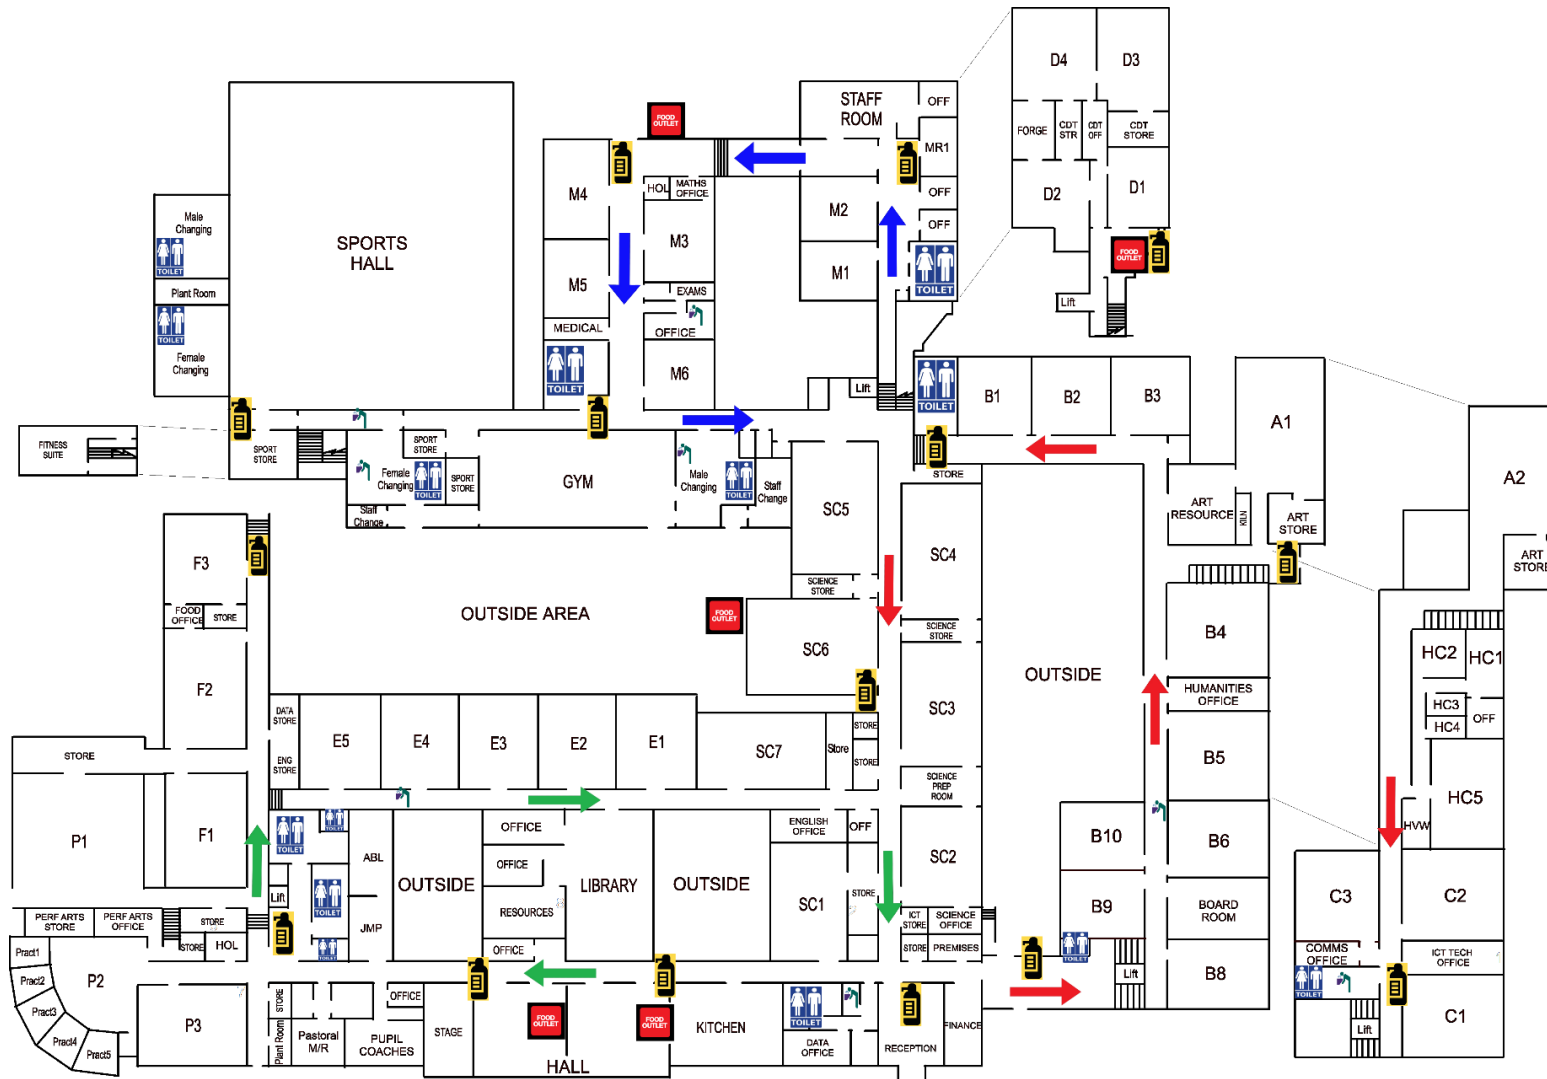 D4
D3
FORGE
CDT
STR
CDT
OFF
CDT
STORE
D2
D1
FOOD
OUTLET
Lift
STAFF
ROOM
OFF
MR1
OFF
OFF
M2
M1
TOILET
FOOD
OUTLET
M4
HOL
MATHS
OFFICE
M3
M5
EXAMS
MEDICAL
OFFICE
TOILET
M6
SPORTS
HALL
Male
Changing
TOILET
Plant Room
TOILET
Female
Changing
Lift
TOILET
B1
B2
B3
A1
A2
STORE
ART
RESOURCE
KILN
ART
STORE
ART
STORE
FITNESS
SUITE
SPORT
STORE
SPORT
STORE
Female
Changing
TOILET
SPORT
STORE
Staff
Change
GYM
Male
Changing
TOILET
Staff
Change
SC5
SC4
SCIENCE
STORE
SCIENCE
STORE
F3
FOOD
OFFICE
STORE
OUTSIDE AREA
FOOD
OUTLET
SC6
F2
OUTSIDE
B4
HUMANITIES
OFFICE
HC2
HC1
HC3
HC4
OFF
DATA
STORE
ENG
STORE
E5
E4
E3
E2
E1
SC7
Store
STORE
STORE
SC3
SCIENCE
PREP
ROOM
B5
HC5
HVW
STORE
P1
F1
TOILET
TOILET
ABL
OUTSIDE
OFFICE
OFFICE
RESOURCES
OFFICE
LIBRARY
OUTSIDE
ENGLISH
OFFICE
OFF
SC1
STORE
SC2
B10
B6
B9
BOARD
ROOM
C3
C2
Lift
TOILET
JMP
TOILET
PERF ARTS
STORE
PERF ARTS
OFFICE
STORE
STORE
HOL
ICT
STORE
SCIENCE
OFFICE
STORE
PREMISES
TOILET
Lift
B8
COMMS
OFFICE
TOILET
ICT TECH
OFFICE
Lift
C1
Pract1
Pract2
Pract3
Pract4
Pract5
P2
P3
STORE
Plant Room
Pastoral
M/R
OFFICE
PUPIL
COACHES
STAGE
FOOD
OUTLET
HALL
FOOD
OUTLET
KITCHEN
TOILET
DATA
OFFICE
RECEPTION
FINANCE